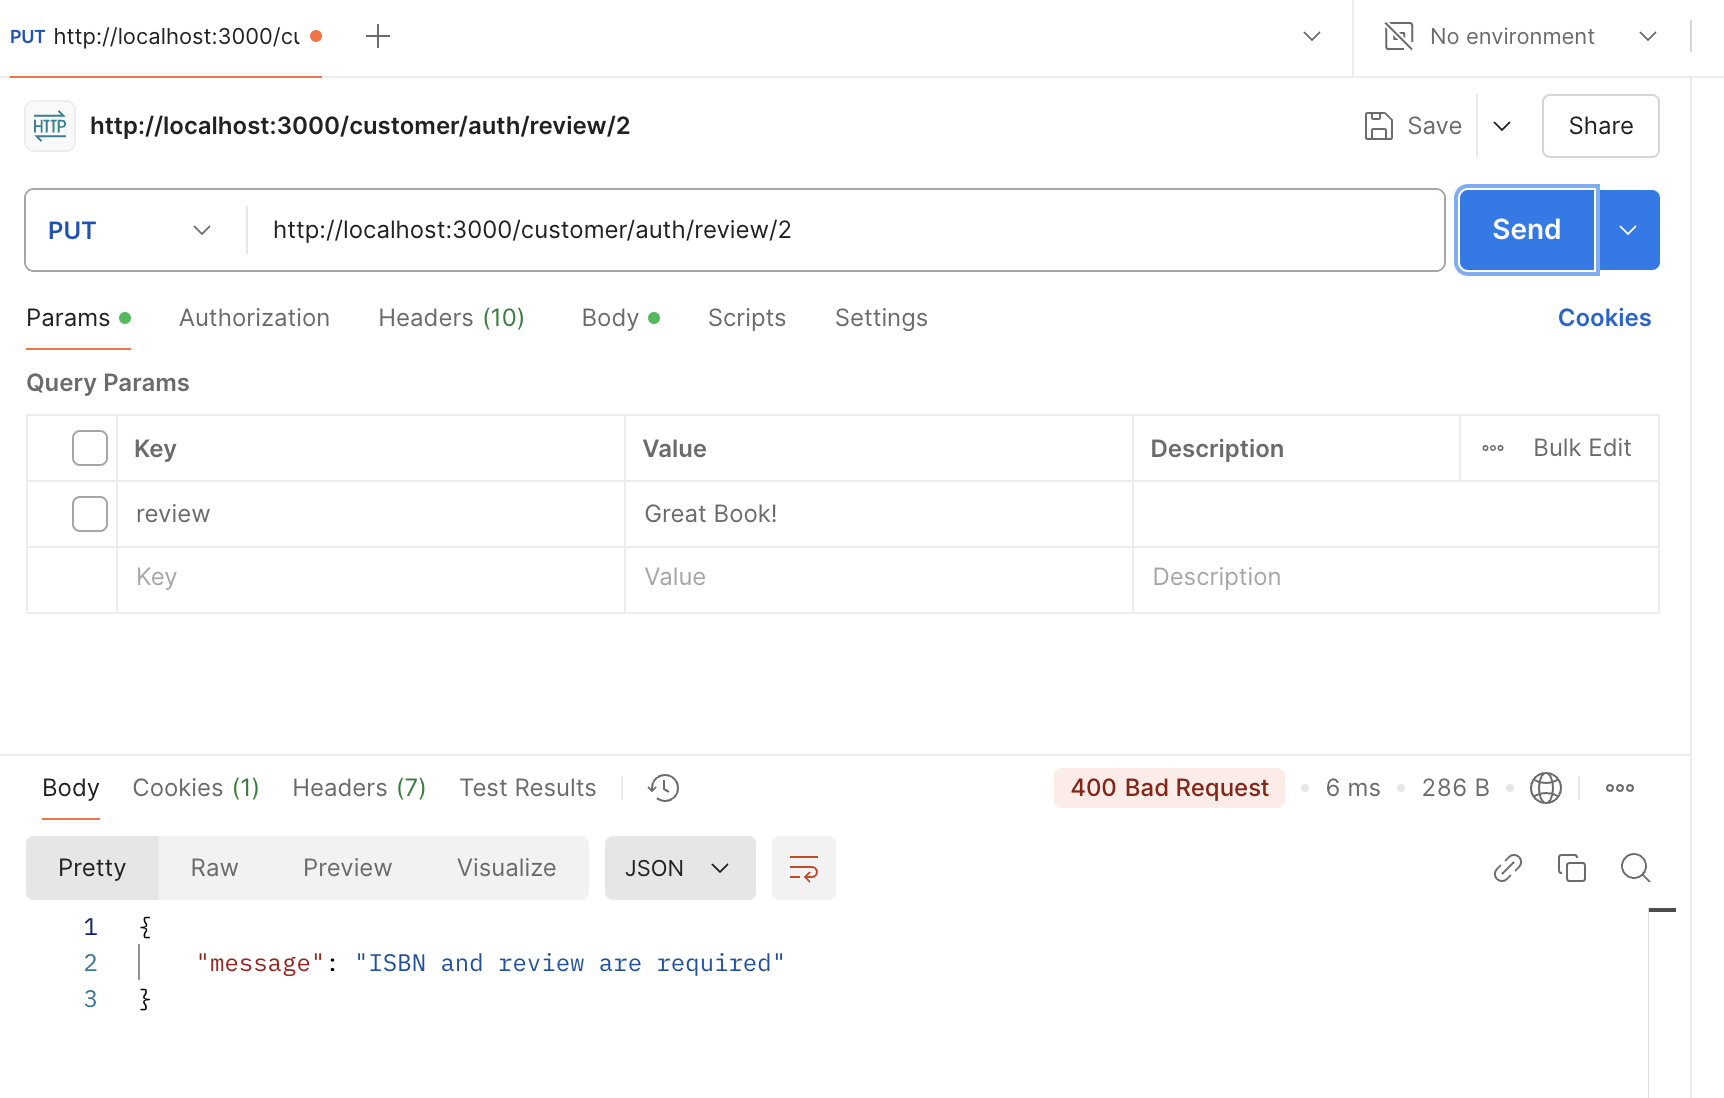 PUT http://localhost:3000/cu No environment
HTTP http://localhost:3000/customer/auth/review/2 Save Share
PUT http://localhost:3000/customer/auth/review/2 Send
Params Authorization Headers (10) Body Scripts Settings Cookies
Query Params
Key Value Description Bulk Edit
review Great Book!
Key Value Description
Body Cookies (1) Headers (7) Test Results 400 Bad Request 6 ms 286 B
Pretty Raw Preview Visualize JSON
1 {
2 "message": "ISBN and review are required"
3 }